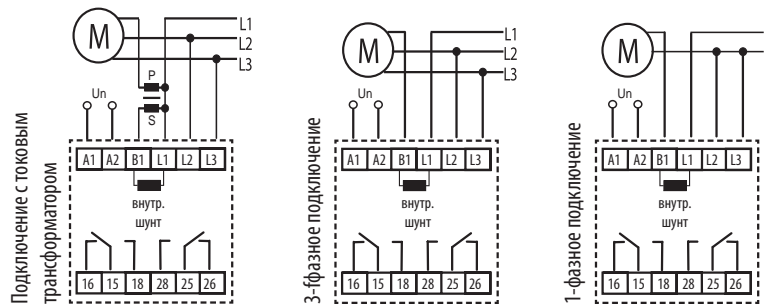 Подключение с токовым
трансформатором
M
L1
L2
L3
P
S
Un
A1 A2 B1 L1 L2 L3
внутр.
шунт
16 15 18 28 25 26
3-fфазное подключение
M
L1
L2
L3
Un
A1 A2 B1 L1 L2 L3
внутр.
шунт
16 15 18 28 25 26
1-фазное подключение
M
Un
A1 A2 B1 L1 L2 L3
внутр.
шунт
16 15 18 28 25 26